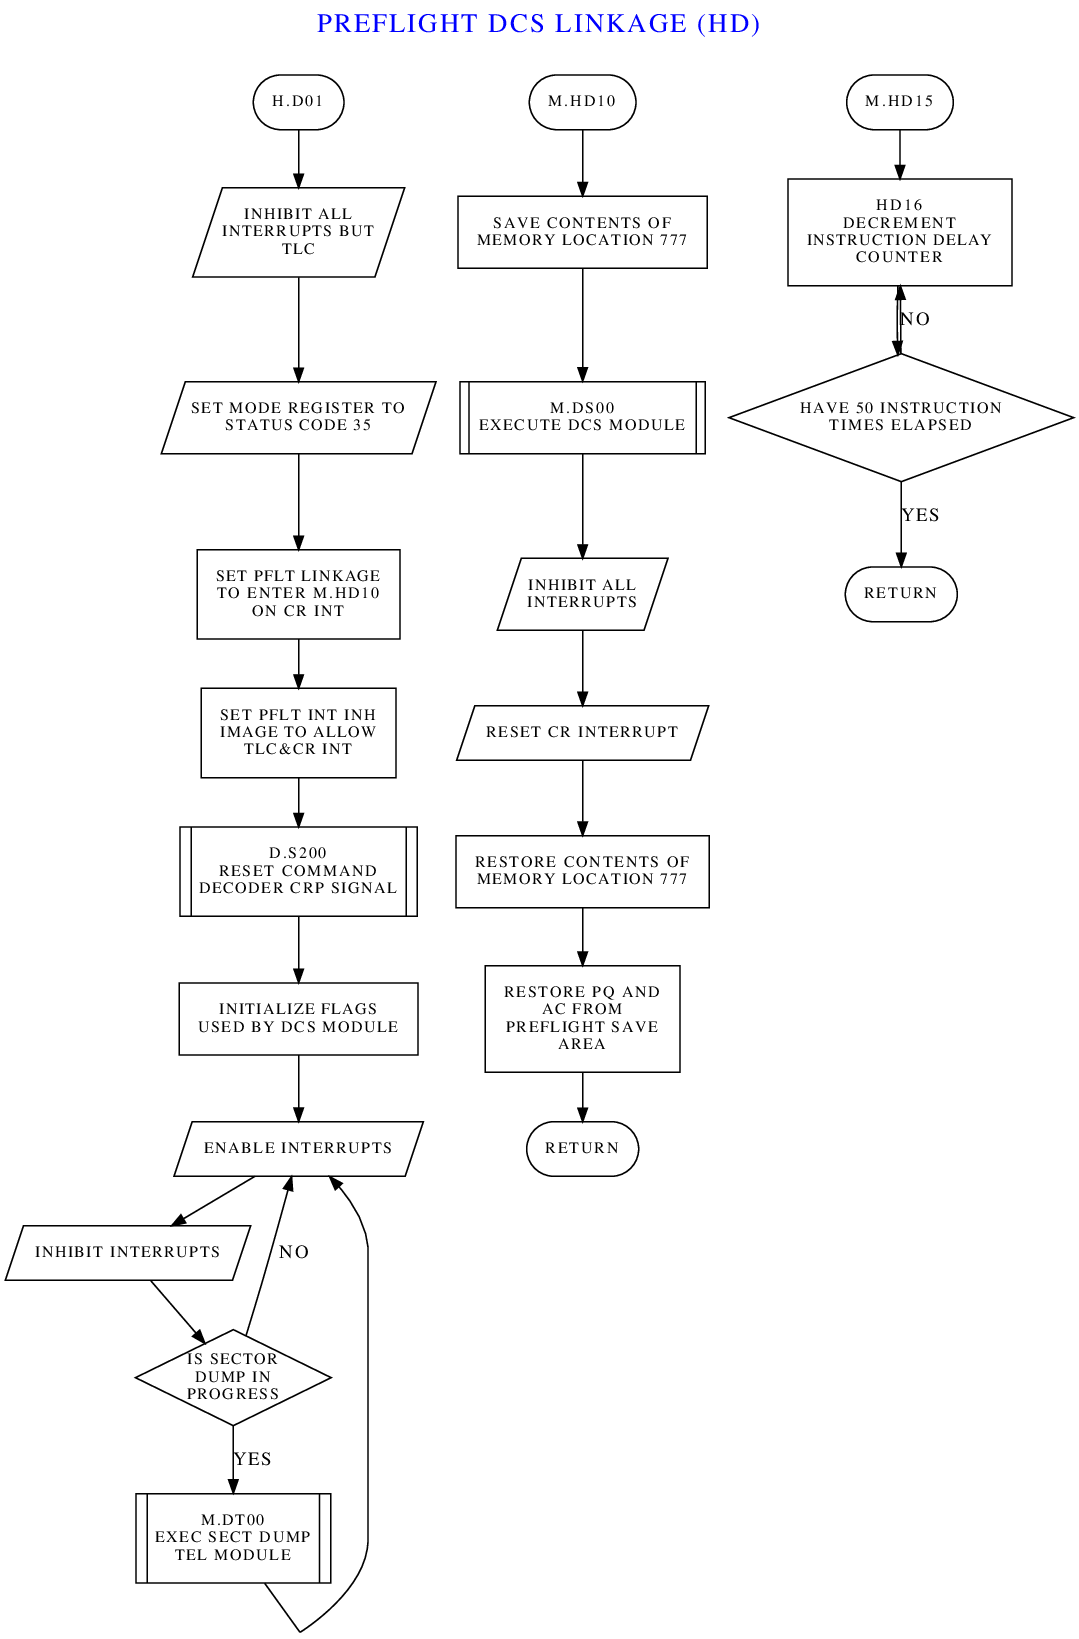 PREFLIGHT DCS LINKAGE (HD)
H.D01
INHIBIT ALL
INTERRUPTS BUT
TLC
SET MODE REGISTER TO
STATUS CODE 35
SET PFLT LINKAGE
TO ENTER M.HD10
ON CR INT
SET PFLT INT INH
IMAGE TO ALLOW
TLC&CR INT
D.S200
RESET COMMAND
DECODER CRP SIGNAL
INITIALIZE FLAGS
USED BY DCS MODULE
ENABLE INTERRUPTS
INHIBIT INTERRUPTS
NO
IS SECTOR
DUMP IN
PROGRESS
YES
M.DT00
EXEC SECT DUMP
TEL MODULE
M.HD10
SAVE CONTENTS OF
MEMORY LOCATION 777
M.DS00
EXECUTE DCS MODULE
INHIBIT ALL
INTERRUPTS
RESET CR INTERRUPT
RESTORE CONTENTS OF
MEMORY LOCATION 777
RESTORE PQ AND
AC FROM
PREFLIGHT SAVE
AREA
RETURN
M.HD15
HD16
DECREMENT
INSTRUCTION DELAY
COUNTER
NO
HAVE 50 INSTRUCTION
TIMES ELAPSED
YES
RETURN